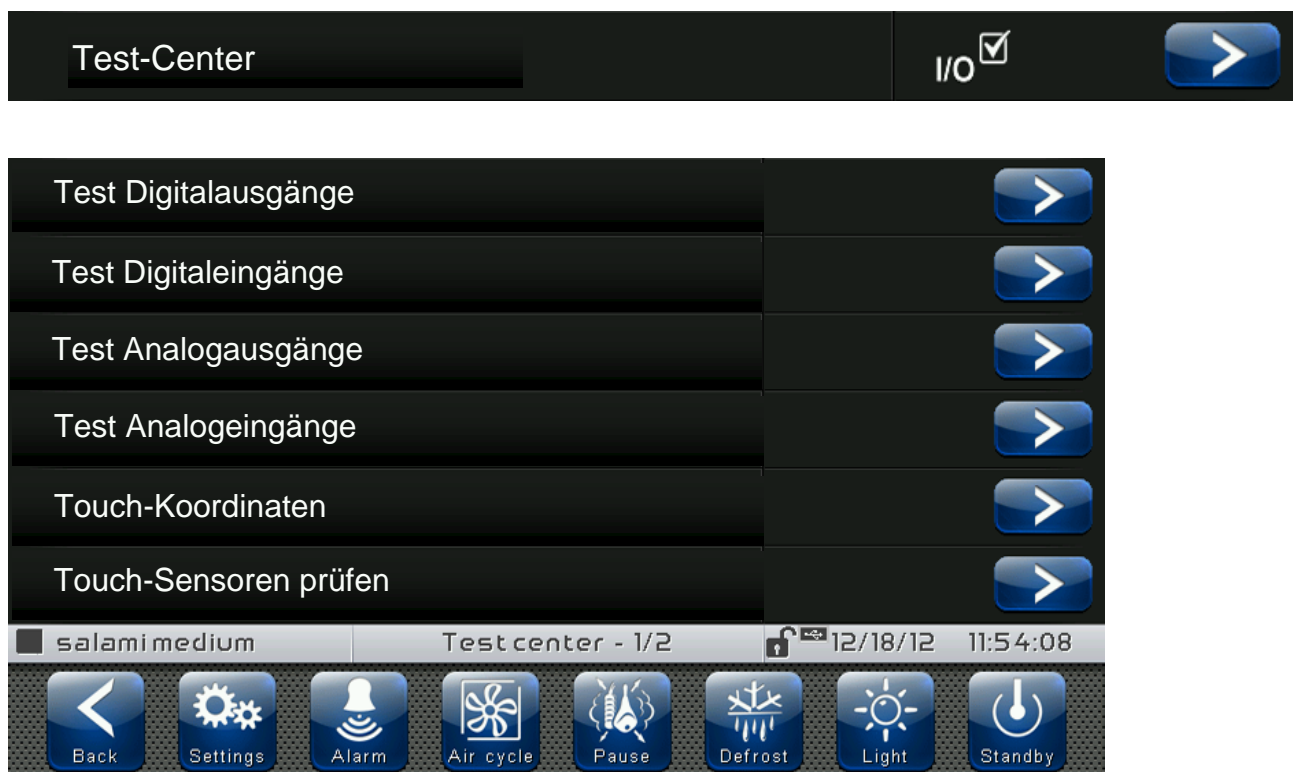 Test-Center
I/O
Test Digitalausgänge
Test Digitaleingänge
Test Analogausgänge
Test Analogeingänge
Touch-Koordinaten
Touch-Sensoren prüfen
salami medium Test center - 1/2 12/18/12 11:54:08
Back Settings Alarm Air cycle Pause Defrost Light Standby